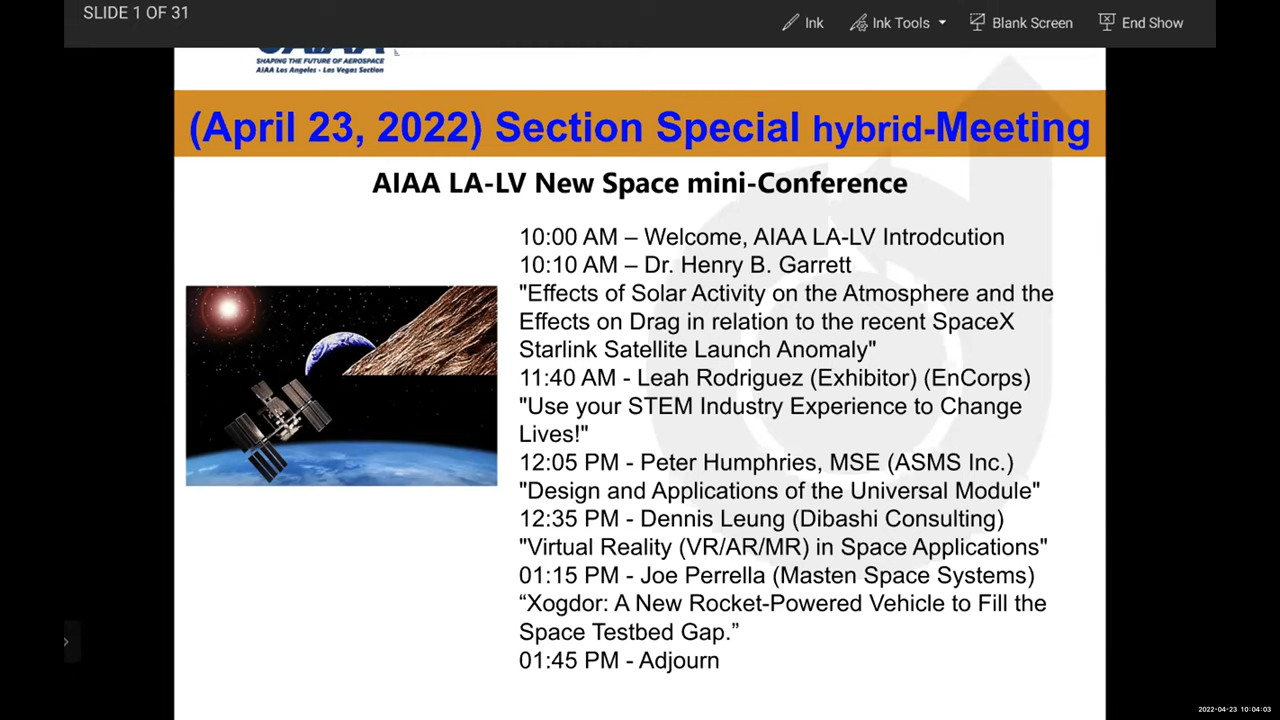 SLIDE 1 OF 31
Ink
Ink Tools
Blank Screen
End Show
SHAPING THE FUTURE OF AEROSPACE
AIAA Los Angeles - Las Vegas Section
(April 23, 2022) Section Special hybrid-Meeting
AIAA LA-LV New Space mini-Conference
10:00 AM – Welcome, AIAA LA-LV Introdcution
10:10 AM – Dr. Henry B. Garrett
"Effects of Solar Activity on the Atmosphere and the
Effects on Drag in relation to the recent SpaceX
Starlink Satellite Launch Anomaly"
11:40 AM - Leah Rodriguez (Exhibitor) (EnCorps)
"Use your STEM Industry Experience to Change
Lives!"
12:05 PM - Peter Humphries, MSE (ASMS Inc.)
"Design and Applications of the Universal Module"
12:35 PM - Dennis Leung (Dibashi Consulting)
"Virtual Reality (VR/AR/MR) in Space Applications"
01:15 PM - Joe Perrella (Masten Space Systems)
“Xogdor: A New Rocket-Powered Vehicle to Fill the
Space Testbed Gap.”
01:45 PM - Adjourn
2022-04-23 10:04:03